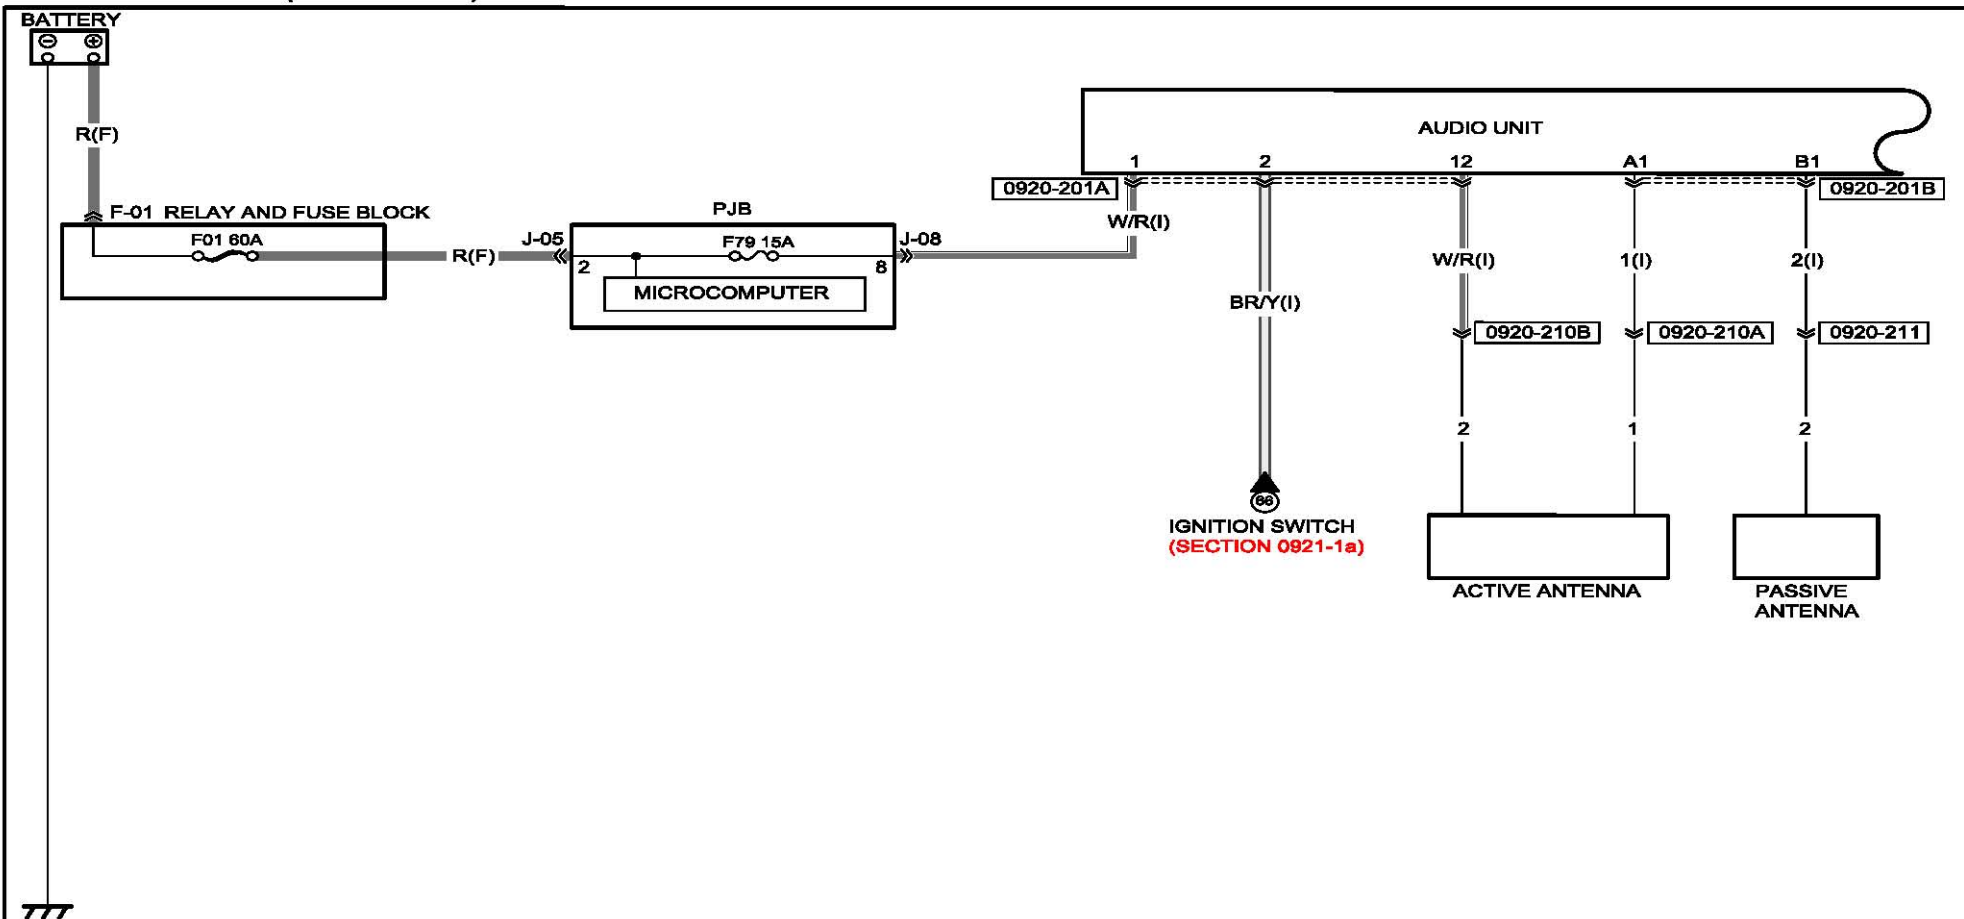 BATTERY
R(F)
F-01 RELAY AND FUSE BLOCK
F01 60A
R(F)
J-05
PJB
F79 15A
2
8
MICROCOMPUTER
J-08
AUDIO UNIT
1 2 12 A1 B1
0920-201A
0920-201B
W/R(I)
BR/Y(I)
W/R(I)
1(I)
2(I)
0920-210B
0920-210A
0920-211
2
1
2
66
IGNITION SWITCH
(SECTION 0921-1a)
ACTIVE ANTENNA
PASSIVE
ANTENNA